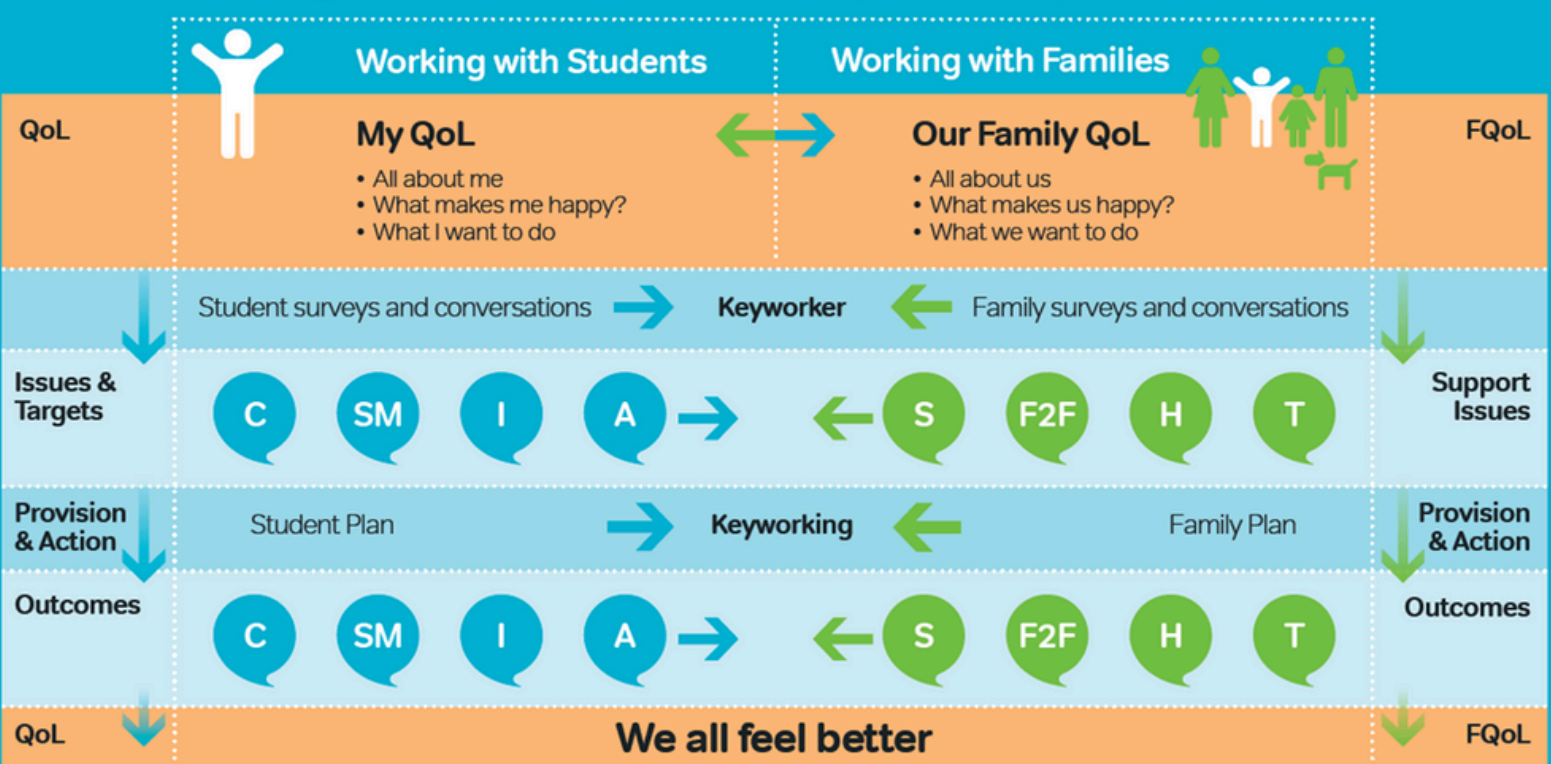 Working with Students
Working with Families
QoL
My QoL
• All about me
• What makes me happy?
• What I want to do
Our Family QoL
• All about us
• What makes us happy?
• What we want to do
FQoL
Student surveys and conversations
Keyworker
Family surveys and conversations
Issues &
Targets
C
SM
I
A
S
F2F
H
T
Support
Issues
Provision
& Action
Student Plan
Keyworking
Family Plan
Provision
& Action
Outcomes
C
SM
I
A
S
F2F
H
T
Outcomes
QoL
We all feel better
FQoL